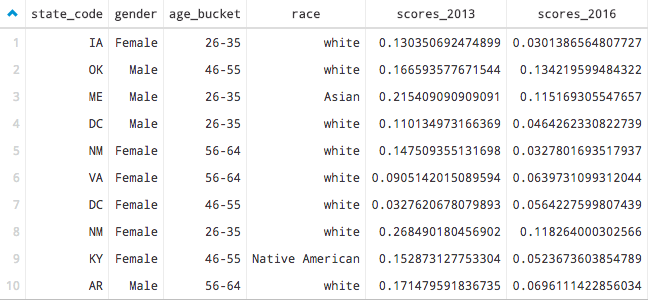 state_code gender age_bucket race scores_2013 scores_2016
1 IA Female 26-35 white 0.130350692474899 0.0301386564807727
2 OK Male 46-55 white 0.166593577671544 0.134219599484322
3 ME Male 26-35 Asian 0.215409090909091 0.115169305547657
4 DC Male 26-35 white 0.110134973166369 0.0464262330822739
5 NM Female 56-64 white 0.147509355131698 0.0327801693517937
6 VA Female 56-64 white 0.0905142015089594 0.0639731099312044
7 DC Female 46-55 white 0.0327620678079893 0.0564227599807439
8 NM Female 26-35 white 0.268490180456902 0.118264000302566
9 KY Female 46-55 Native American 0.152873127753304 0.0523673603854789
10 AR Male 56-64 white 0.171479591836735 0.0696111422856034